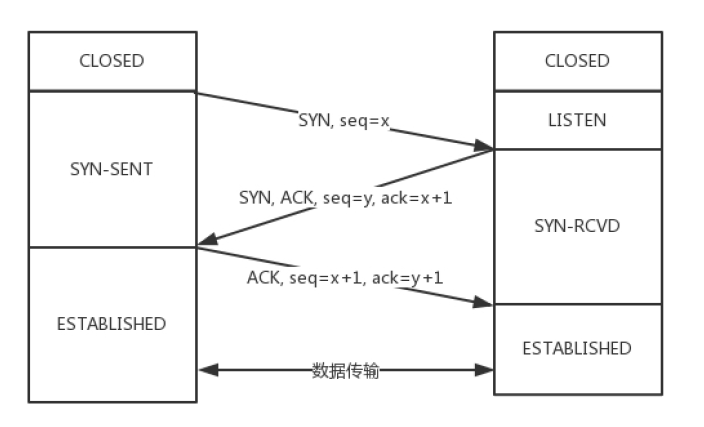 CLOSED
CLOSED
SYN, seq=x
LISTEN
SYN-SENT
SYN, ACK, seq=y, ack=x+1
SYN-RCVD
ACK, seq=x+1, ack=y+1
ESTABLISHED
ESTABLISHED
数据传输